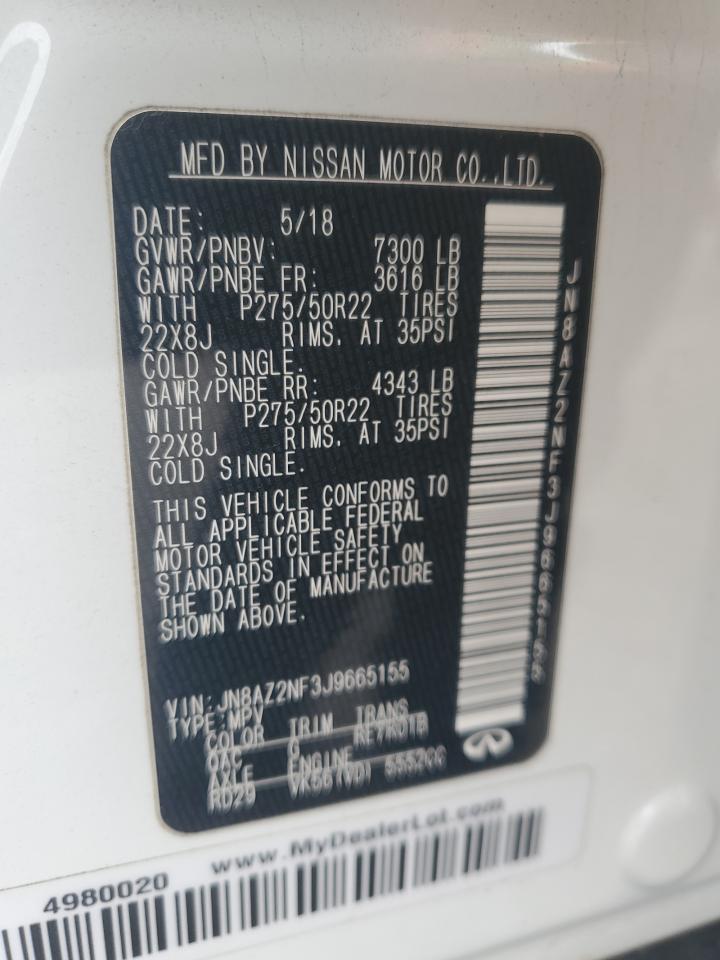 MFD BY NISSAN MOTOR CO.,LTD.
DATE: 5/18
GVWR/PNBV: 7300 LB
GAWR/PNBE FR: 3616 LB
WITH P275/50R22 TIRES
22X8J RIMS, AT 35PSI
COLD SINGLE.
GAWR/PNBE RR: 4343 LB
WITH P275/50R22 TIRES
22X8J RIMS, AT 35PSI
COLD SINGLE.
THIS VEHICLE CONFORMS TO
ALL APPLICABLE FEDERAL
MOTOR VEHICLE SAFETY
STANDARDS IN EFFECT ON
THE DATE OF MANUFACTURE
SHOWN ABOVE.
VIN:JN8AZ2NF3J9665155
TYPE:MPV
COLOR TRIM TRANS
QAC G RE7R01B
AXLE ENGINE
RD29 VK56(VD) 5552CC
JN8AZ2NF3J9665155
4980020 www.MyDealerLot.com